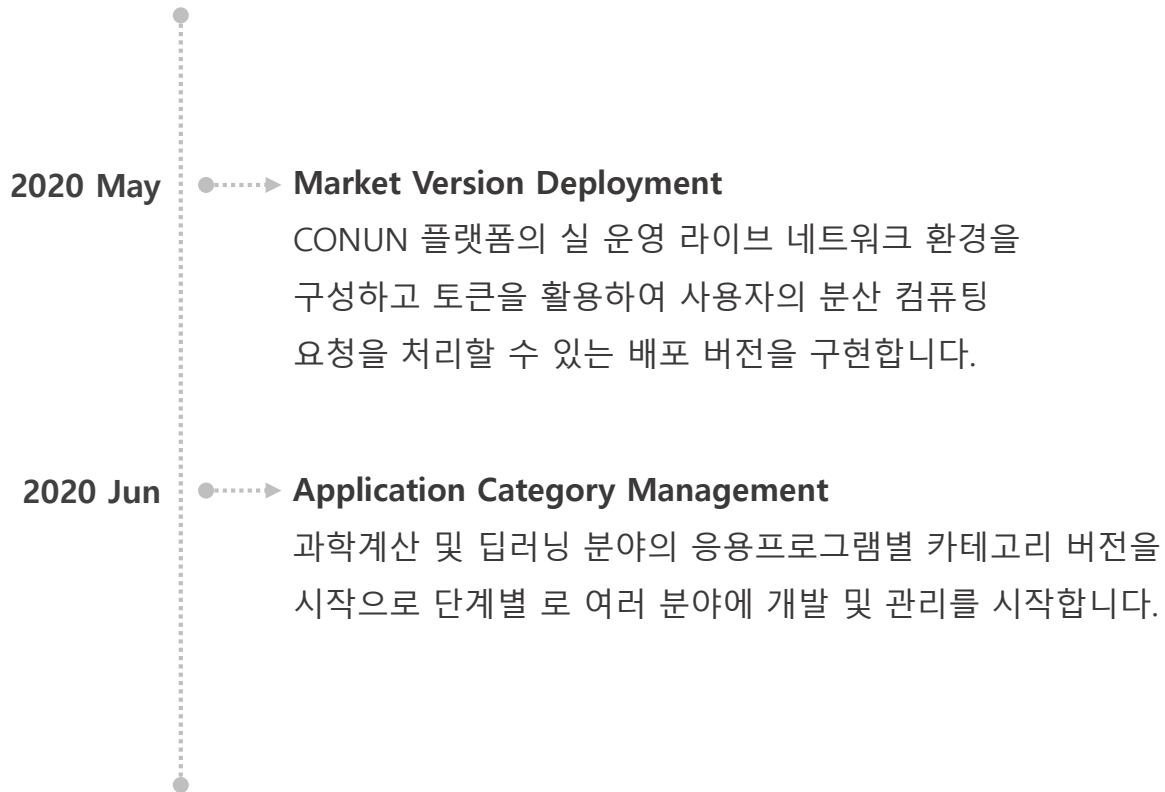 2020 May
Market Version Deployment
CONUN 플랫폼의 실 운영 라이브 네트워크 환경을
구성하고 토큰을 활용하여 사용자의 분산 컴퓨팅
요청을 처리할 수 있는 배포 버전을 구현합니다.
2020 Jun
Application Category Management
과학계산 및 딥러닝 분야의 응용프로그램별 카테고리 버전을
시작으로 단계별 로 여러 분야에 개발 및 관리를 시작합니다.